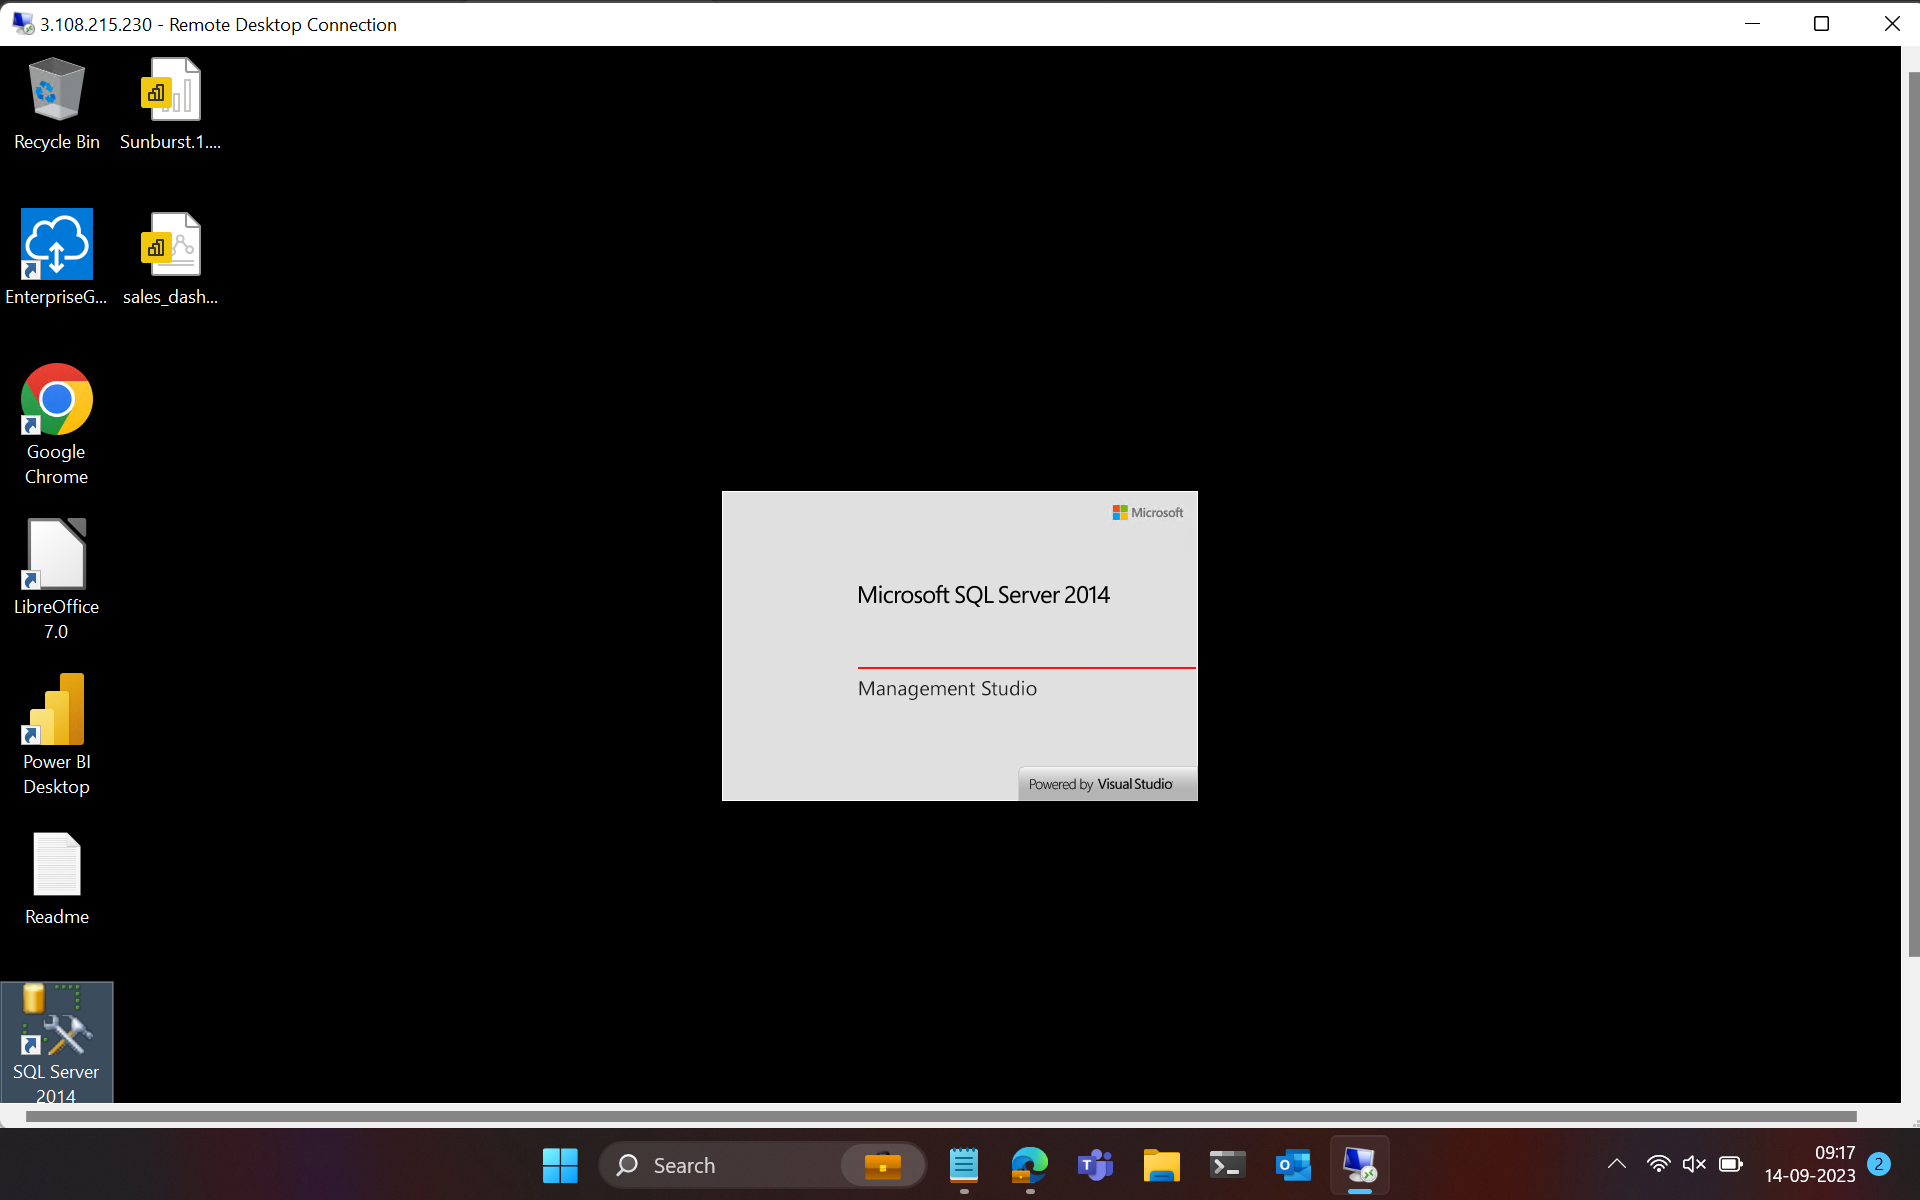 3.108.215.230 - Remote Desktop Connection
Recycle Bin
Sunburst.1....
EnterpriseG...
sales_dash...
Google
Chrome
LibreOffice
7.0
Power BI
Desktop
Readme
SQL Server
2014
Microsoft
Microsoft SQL Server 2014
Management Studio
Powered by Visual Studio
Search
09:17
14-09-2023
2